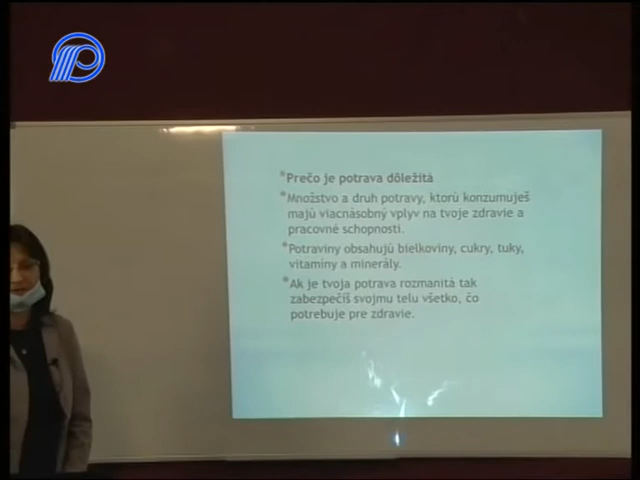 *Prečo je potrava dôležitá
*Množstvo a druh potravy, ktorú konzumuješ
majú viacnásobný vplyv na tvoje zdravie a
pracovné schopnosti.
*Potraviny obsahujú bielkoviny, cukry, tuky,
vitamíny a minerály.
*Ak je tvoja potrava rozmanitá tak
zabezpečíš svojmu telu všetko, čo
potrebuje pre zdravie.